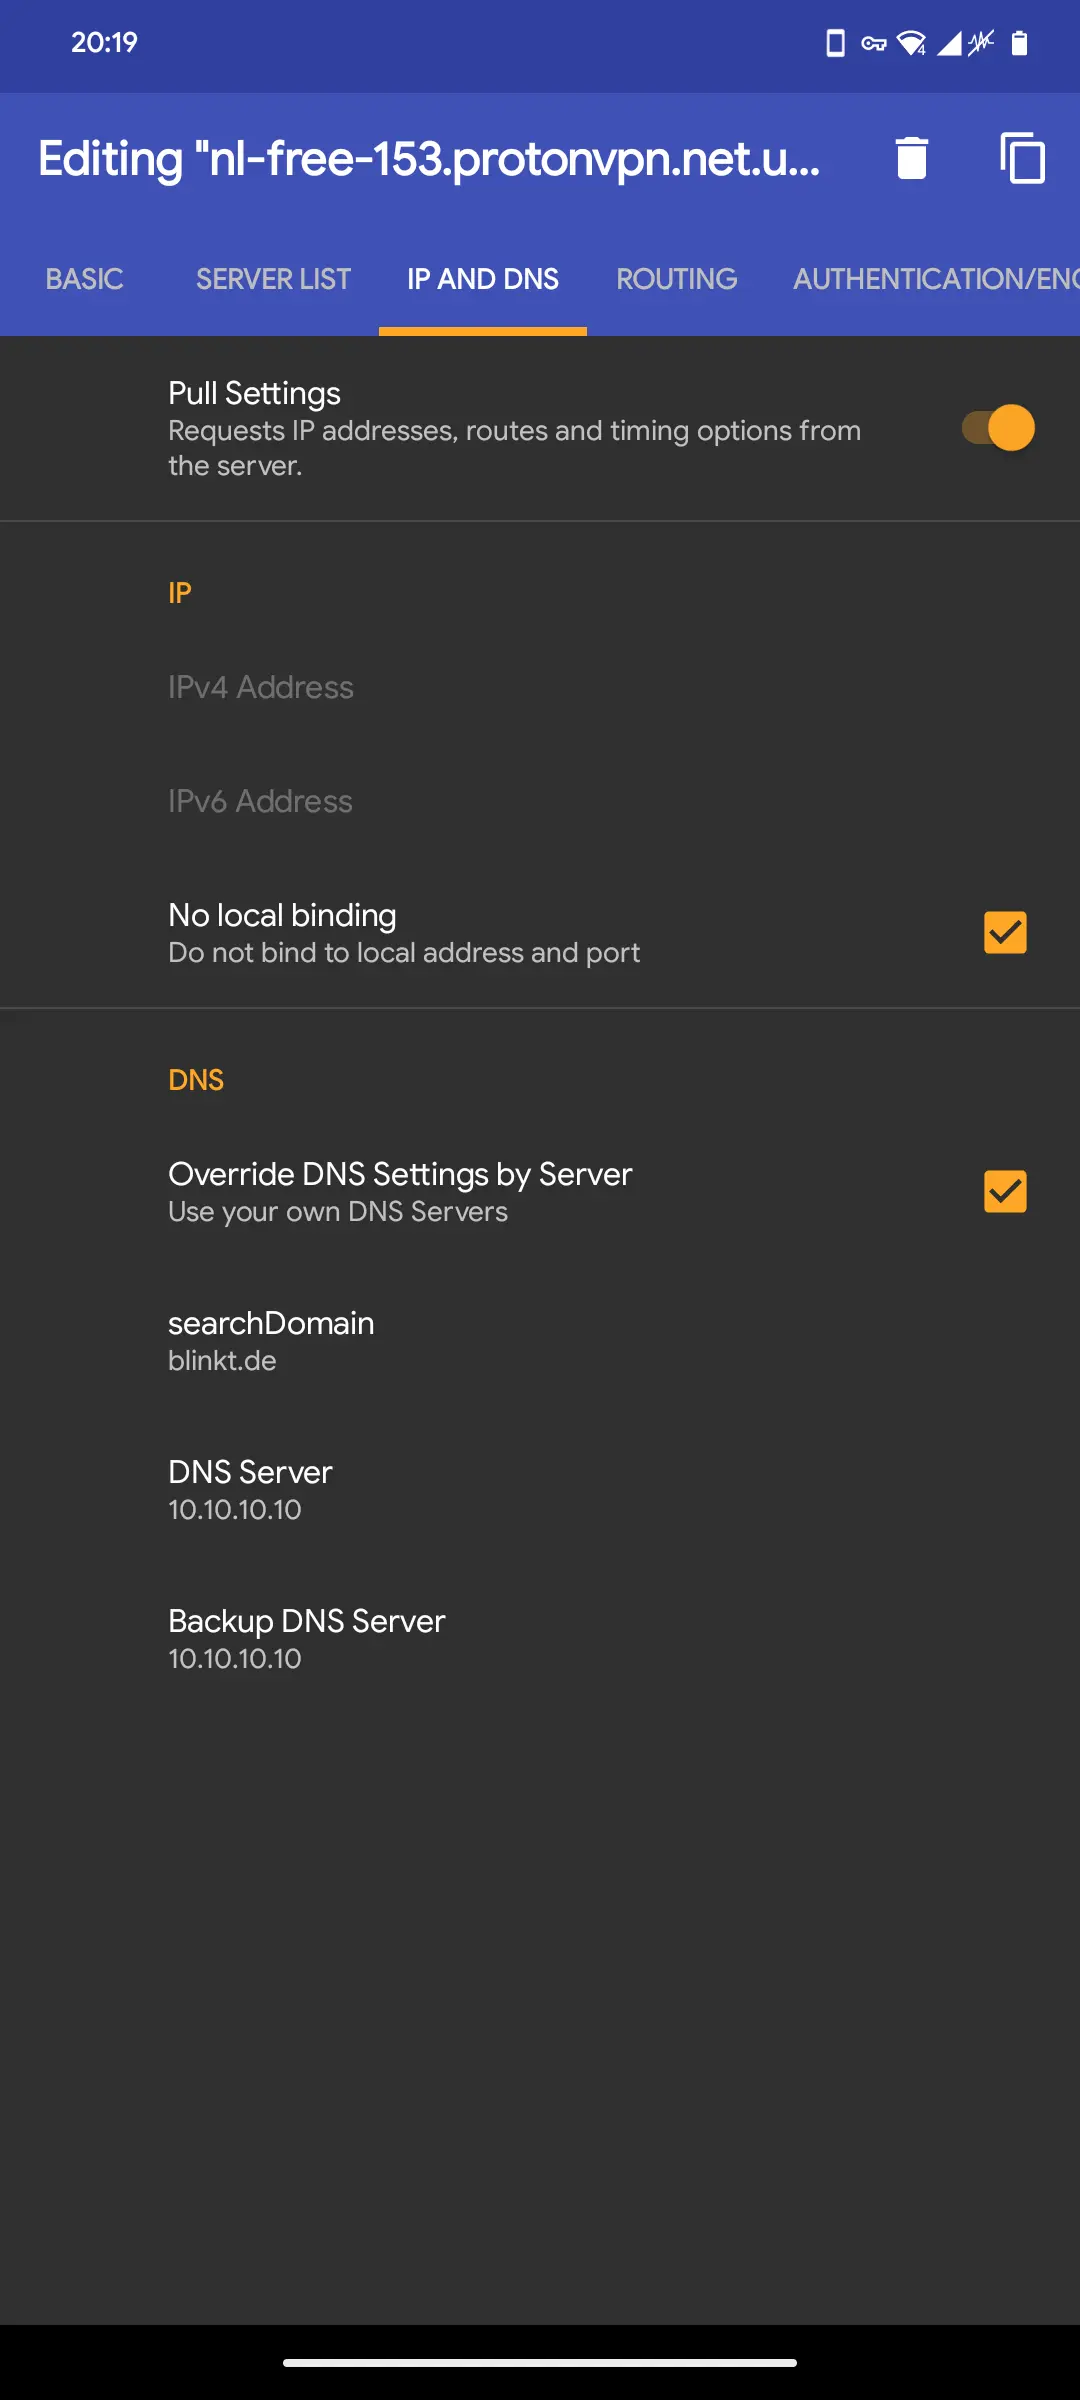 20:19
Editing "nl-free-153.protonvpn.net.u...
BASIC SERVER LIST IP AND DNS ROUTING AUTHENTICATION/ENC
Pull Settings
Requests IP addresses, routes and timing options from
the server.
IP
IPv4 Address
IPv6 Address
No local binding
Do not bind to local address and port
DNS
Override DNS Settings by Server
Use your own DNS Servers
searchDomain
blinkt.de
DNS Server
10.10.10.10
Backup DNS Server
10.10.10.10